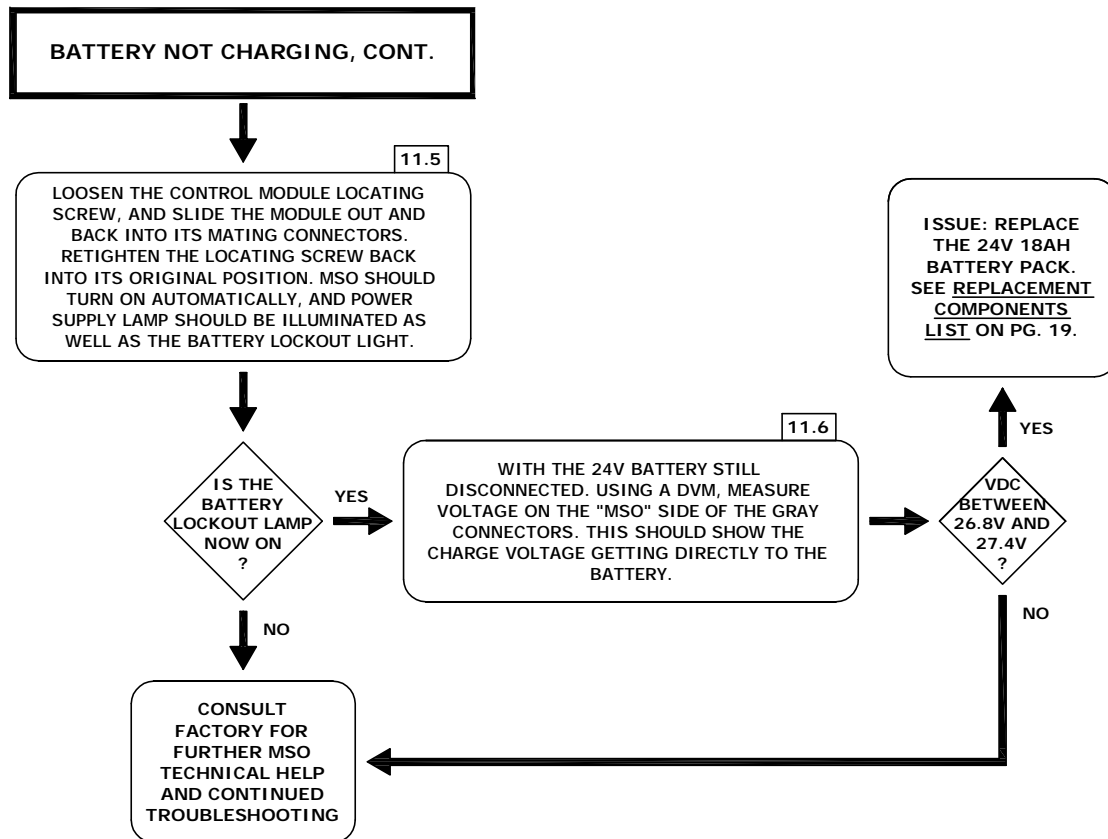 BATTERY NOT CHARGING, CONT.
11.5
LOOSEN THE CONTROL MODULE LOCATING
SCREW, AND SLIDE THE MODULE OUT AND
BACK INTO ITS MATING CONNECTORS.
RETIGHTEN THE LOCATING SCREW BACK
INTO ITS ORIGINAL POSITION. MSO SHOULD
TURN ON AUTOMATICALLY, AND POWER
SUPPLY LAMP SHOULD BE ILLUMINATED AS
WELL AS THE BATTERY LOCKOUT LIGHT.
IS THE
BATTERY
LOCKOUT LAMP
NOW ON
?
YES
11.6
WITH THE 24V BATTERY STILL
DISCONNECTED. USING A DVM, MEASURE
VOLTAGE ON THE "MSO" SIDE OF THE GRAY
CONNECTORS. THIS SHOULD SHOW THE
CHARGE VOLTAGE GETTING DIRECTLY TO THE
BATTERY.
VDC
BETWEEN
26.8V AND
27.4V
?
YES
ISSUE: REPLACE
THE 24V 18AH
BATTERY PACK.
SEE REPLACEMENT
COMPONENTS
LIST ON PG. 19.
NO
NO
CONSULT
FACTORY FOR
FURTHER MSO
TECHNICAL HELP
AND CONTINUED
TROUBLESHOOTING